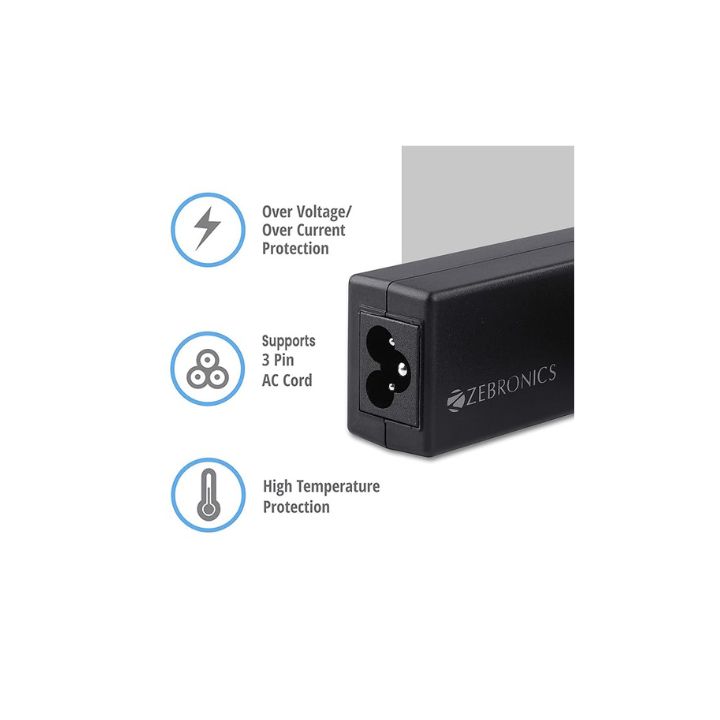 Over Voltage/
Over Current
Protection
Supports
3 Pin
AC Cord
ZEBRONICS
High Temperature
Protection